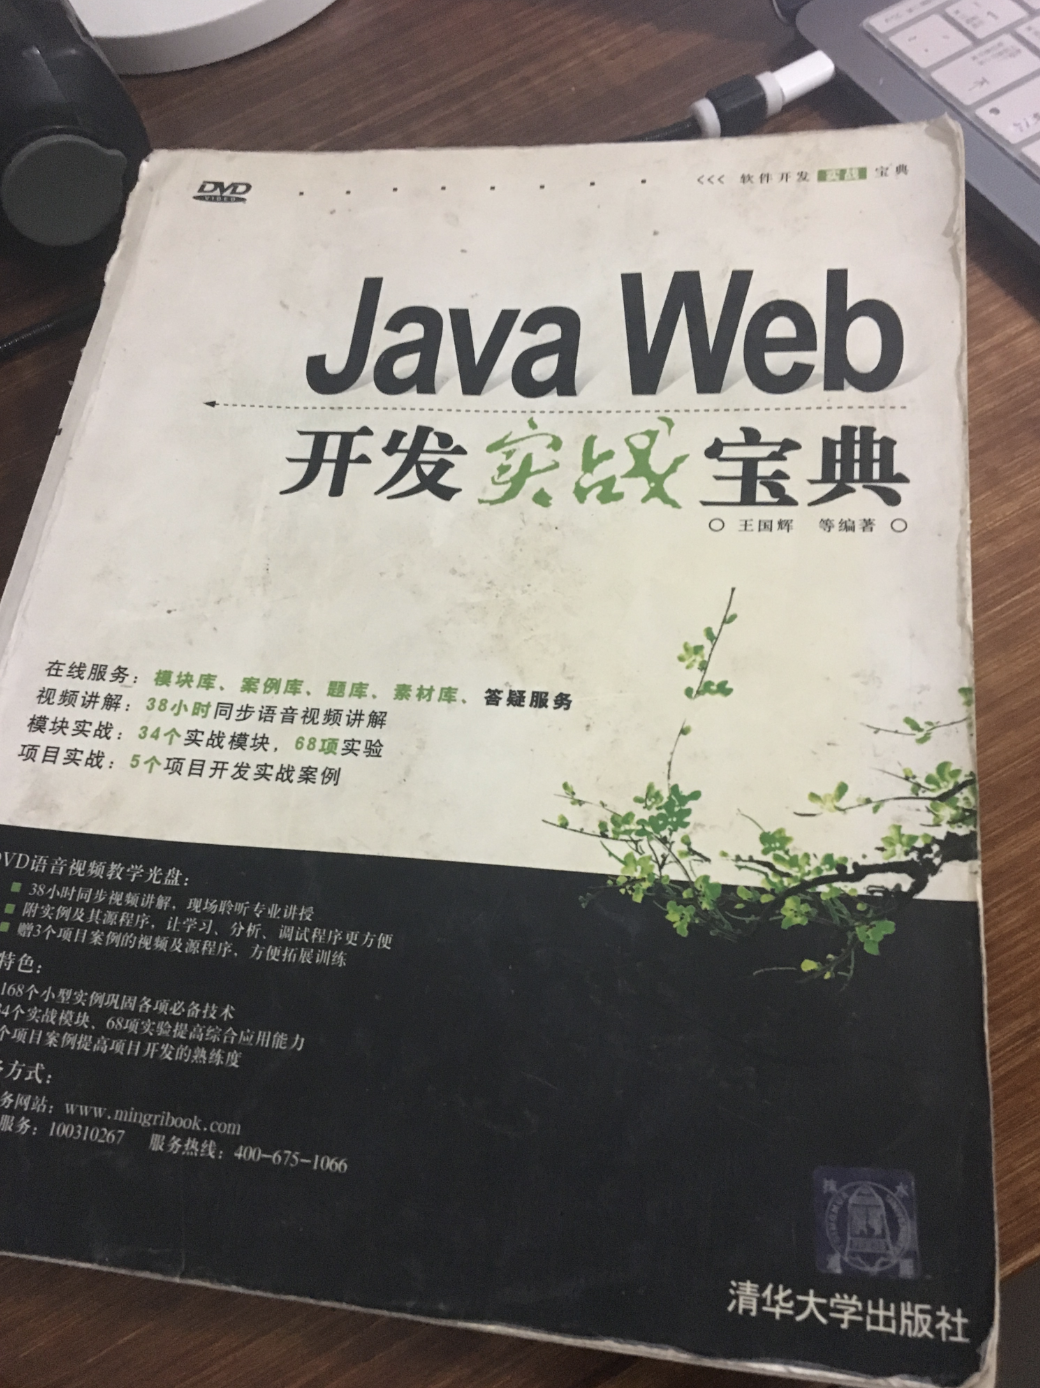 DVD
VIDEO
<<< 软件开发 实战 宝典
Java Web
开发实战宝典
王国辉 等编著
在线服务：模块库、案例库、题库、素材库、答疑服务
视频讲解：38小时同步语音视频讲解
模块实战：34个实战模块，68项实验
项目实战：5个项目开发实战案例
DVD语音视频教学光盘：
38小时同步视频讲解，现场聆听专业讲授
附实例及其源程序，让学习、分析、调试程序更方便
赠3个项目案例的视频及源程序，方便拓展训练
特色：
168个小型实例巩固各项必备技术
34个实战模块、68项实验提高综合应用能力
个项目案例提高项目开发的熟练度
方式：
务网站：www.mingribook.com
服务：100310267 服务热线：400-675-1066
清华大学出版社